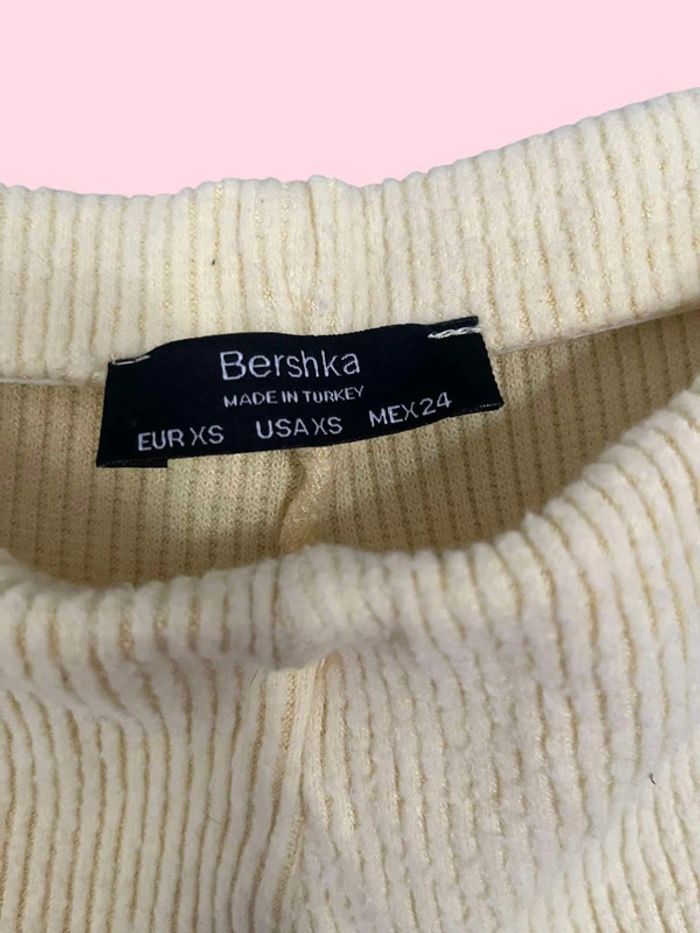 Bershka
MADE IN TURKEY
EUR XS USA XS MEX 24